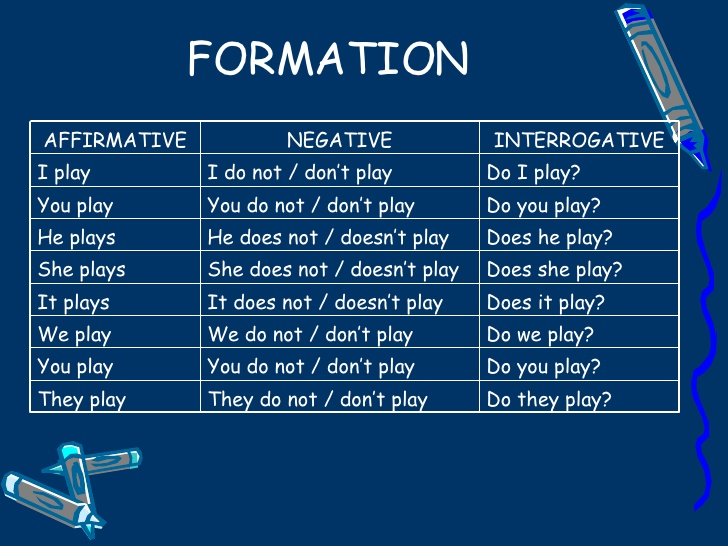 FORMATION
AFFIRMATIVE NEGATIVE INTERROGATIVE
I play I do not / don’t play Do I play?
You play You do not / don’t play Do you play?
He plays He does not / doesn’t play Does he play?
She plays She does not / doesn’t play Does she play?
It plays It does not / doesn’t play Does it play?
We play We do not / don’t play Do we play?
You play You do not / don’t play Do you play?
They play They do not / don’t play Do they play?